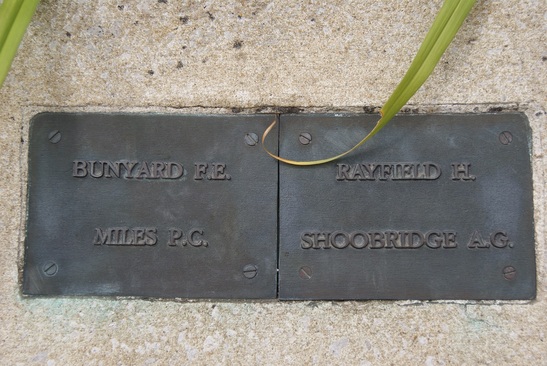 BUNYARD F.E.
MILES P.C.
RAYFIELD H.
SHOOBRIDGE A.G.